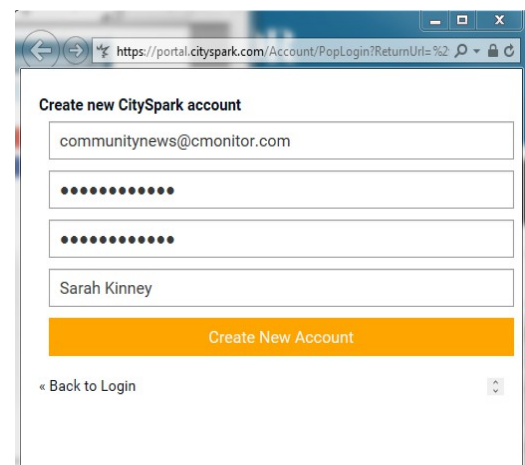 https://portal.cityspark.com/Account/PopLogin?ReturnUrl=%2
Create new CitySpark account
communitynews@cmonitor.com
●●●●●●●●●●●●
●●●●●●●●●●●●
Sarah Kinney
Create New Account
« Back to Login